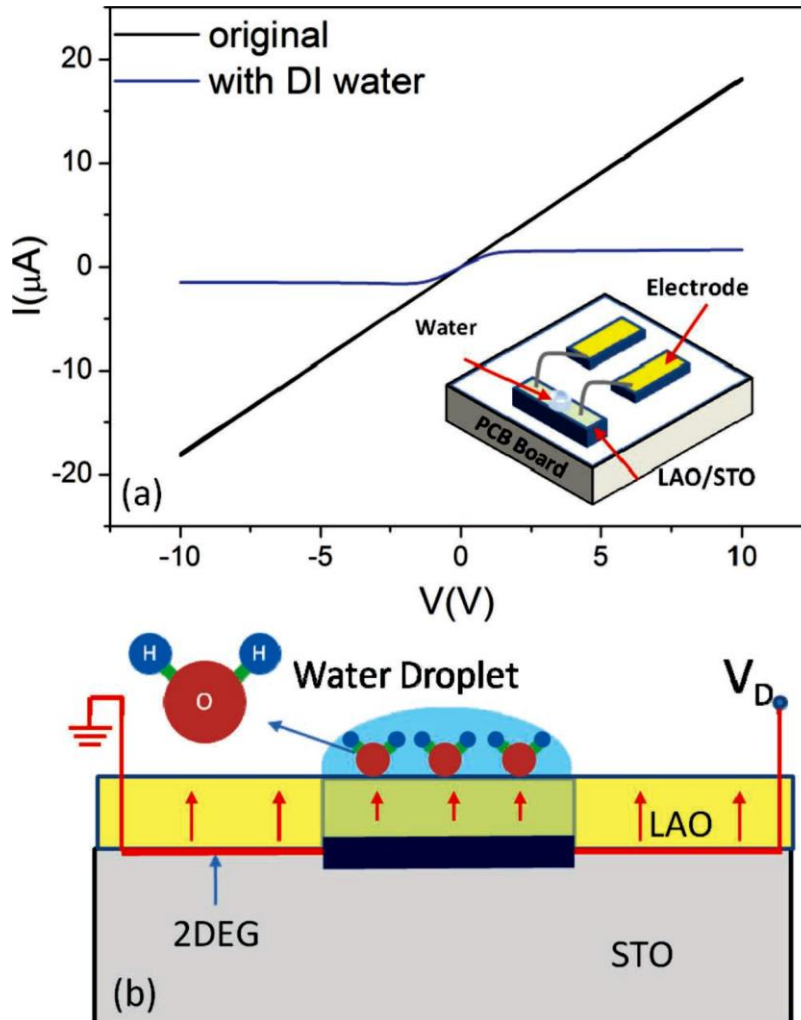 original
with DI water
20
10
0
-10
-20
I(μA)
Electrode
Water
PCB Board
LAO/STO
(a)
-10 -5 0 5 10
V(V)
H H
O
Water Droplet
V_D
LAO
2DEG
STO
(b)